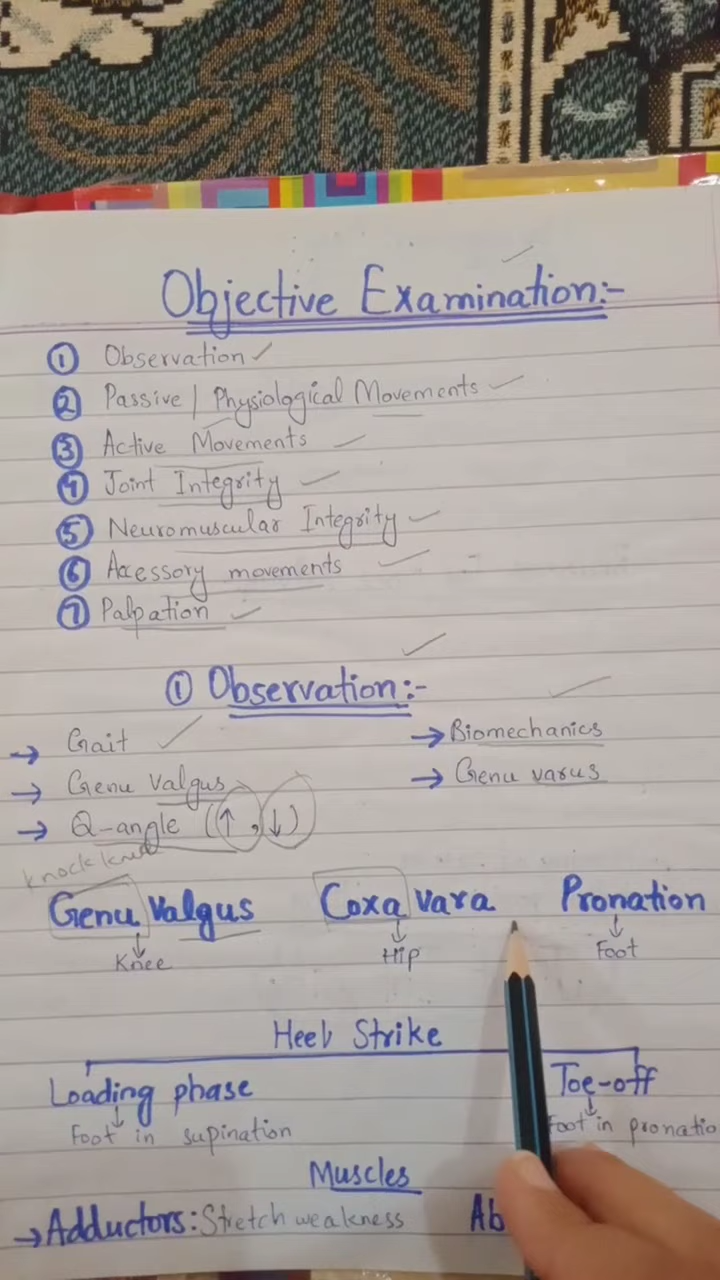 Objective Examination:-
① Observation ✓
② Passive / Physiological Movements ✓
③ Active Movements ✓
④ Joint Integrity ✓
⑤ Neuromuscular Integrity ✓
⑥ Accessory movements ✓
⑦ Palpation ✓
① Observation:-
→ Gait ✓ → Biomechanics
→ Genu Valgus → Genu varus
→ Q-angle (↑, ↓)
knock knee
Genu Valgus Coxa vara Pronation
↓ Knee ↓ Hip ↓ Foot
Heel Strike
Loading phase Toe-off
↓ Foot in supination ↓ Foot in pronatio
Muscles
→ Adductors: Stretch weakness Ab